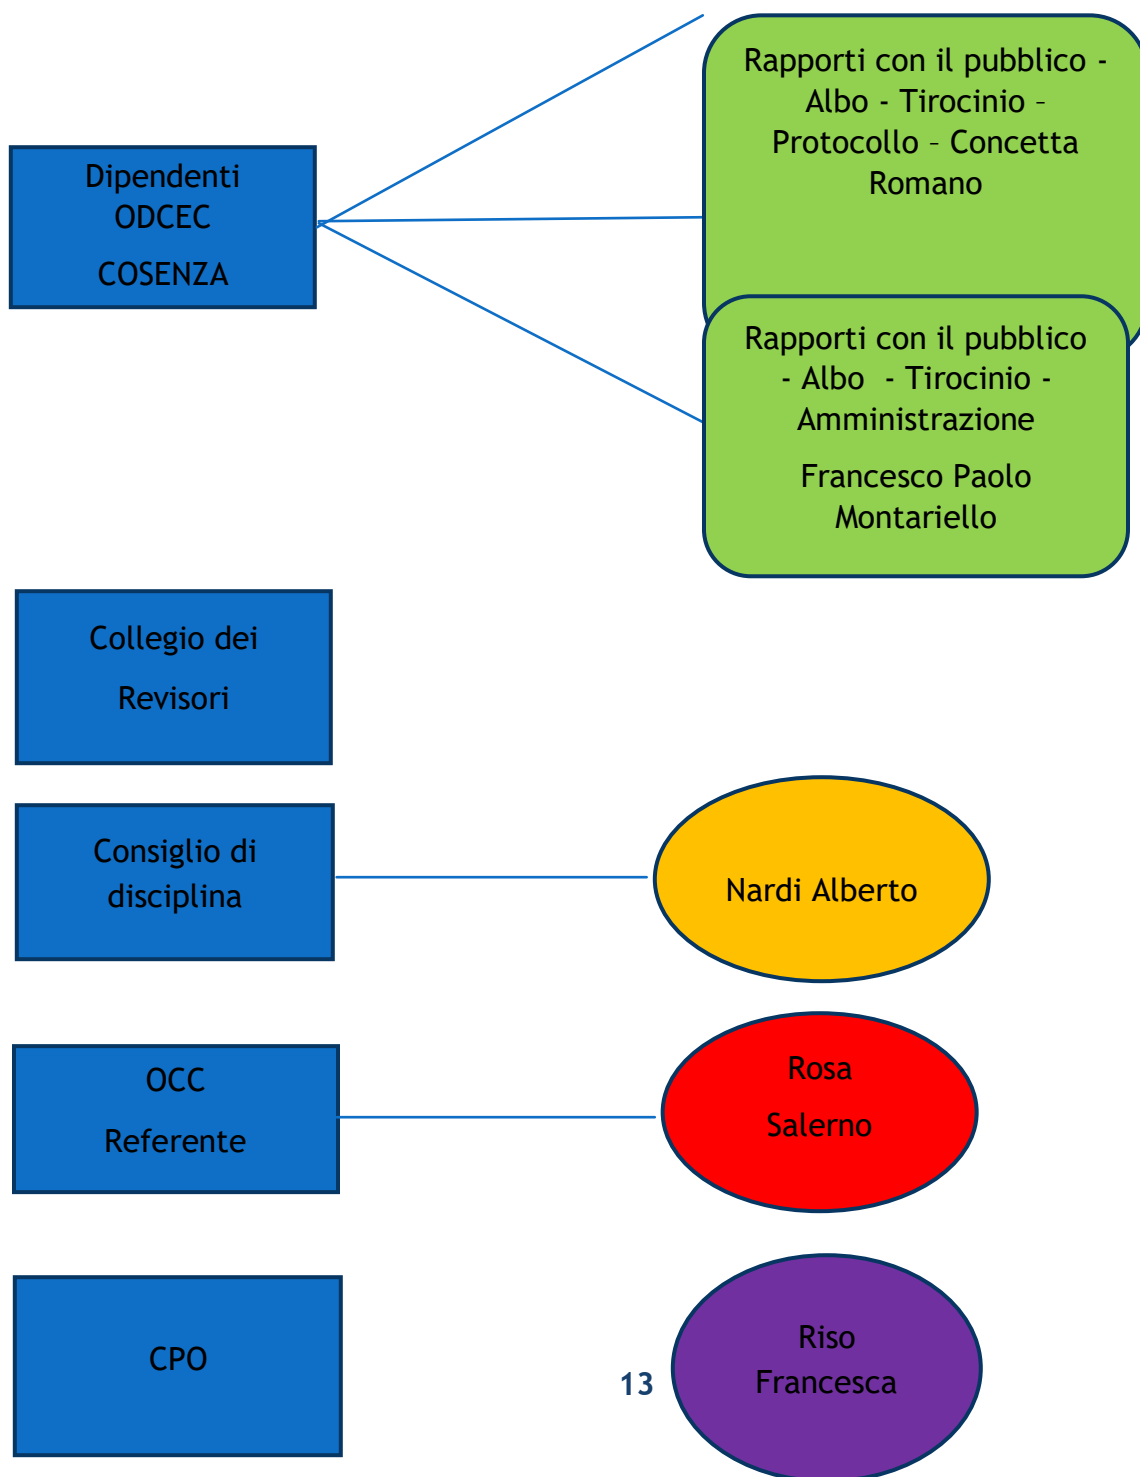 Dipendenti
ODCEC
COSENZA
Rapporti con il pubblico -
Albo - Tirocinio –
Protocollo – Concetta
Romano
Rapporti con il pubblico
- Albo  - Tirocinio -
Amministrazione
Francesco Paolo
Montariello
Collegio dei
Revisori
Consiglio di
disciplina
Nardi Alberto
OCC
Referente
Rosa
Salerno
CPO
Riso
Francesca
13